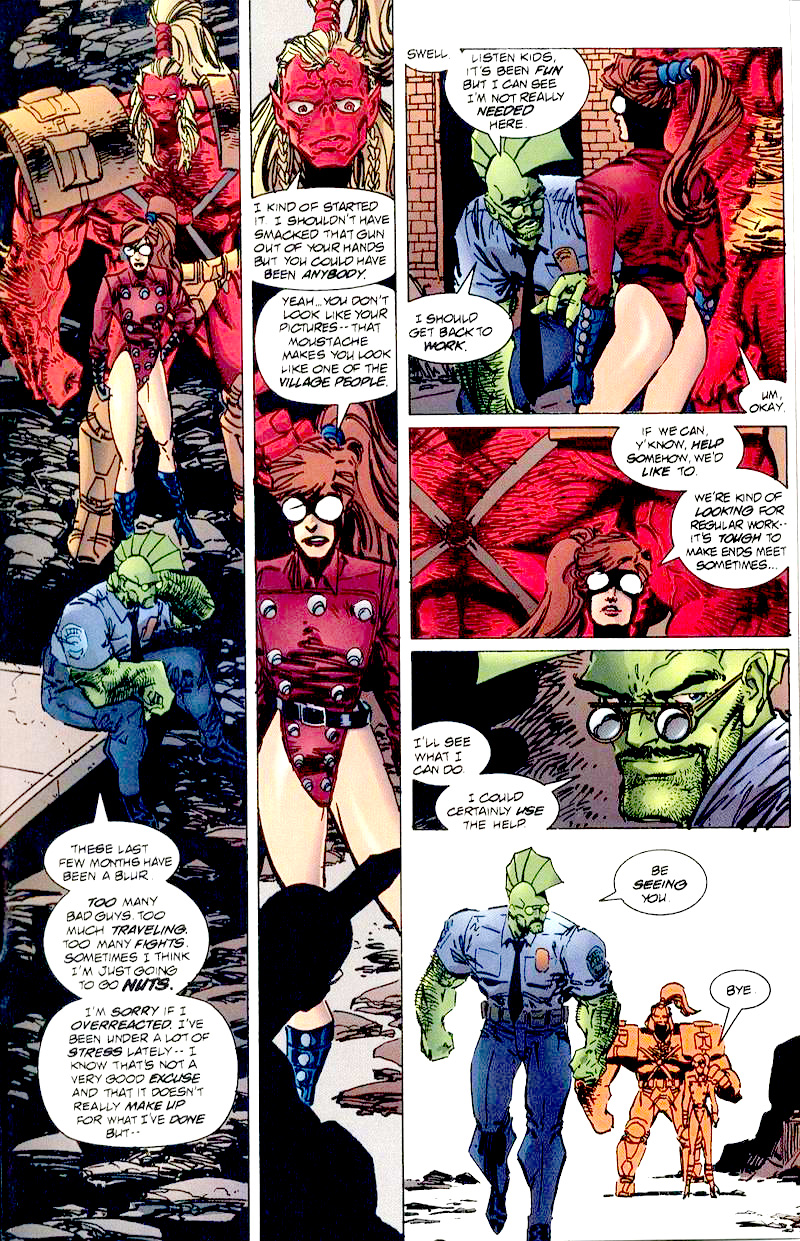 THESE LAST
FEW MONTHS HAVE
BEEN A BLUR.
TOO MANY
BAD GUYS. TOO
MUCH TRAVELING.
TOO MANY FIGHTS.
SOMETIMES I THINK
I'M JUST GOING
TO GO NUTS.
I'M SORRY IF I
OVERREACTED. I'VE
BEEN UNDER A LOT OF
STRESS LATELY-- I
KNOW THAT'S NOT A
VERY GOOD EXCUSE
AND THAT IT DOESN'T
REALLY MAKE UP
FOR WHAT I'VE DONE
BUT--
I KIND OF STARTED
IT. I SHOULDN'T HAVE
SMACKED THAT GUN
OUT OF YOUR HANDS
BUT YOU COULD HAVE
BEEN ANYBODY.
YEAH...YOU DON'T
LOOK LIKE YOUR
PICTURES-- THAT
MOUSTACHE
MAKES YOU LOOK
LIKE ONE OF THE
VILLAGE PEOPLE.
SWELL.
LISTEN KIDS,
IT'S BEEN FUN
BUT I CAN SEE
I'M NOT REALLY
NEEDED
HERE.
I SHOULD
GET BACK TO
WORK.
UM,
OKAY.
IF WE CAN,
Y'KNOW, HELP
SOMEHOW, WE'D
LIKE TO.
WE'RE KIND OF
LOOKING FOR
REGULAR WORK--
IT'S TOUGH TO
MAKE ENDS MEET
SOMETIMES...
I'LL SEE
WHAT I
CAN DO.
I COULD
CERTAINLY USE
THE HELP.
BE
SEEING
YOU.
BYE.